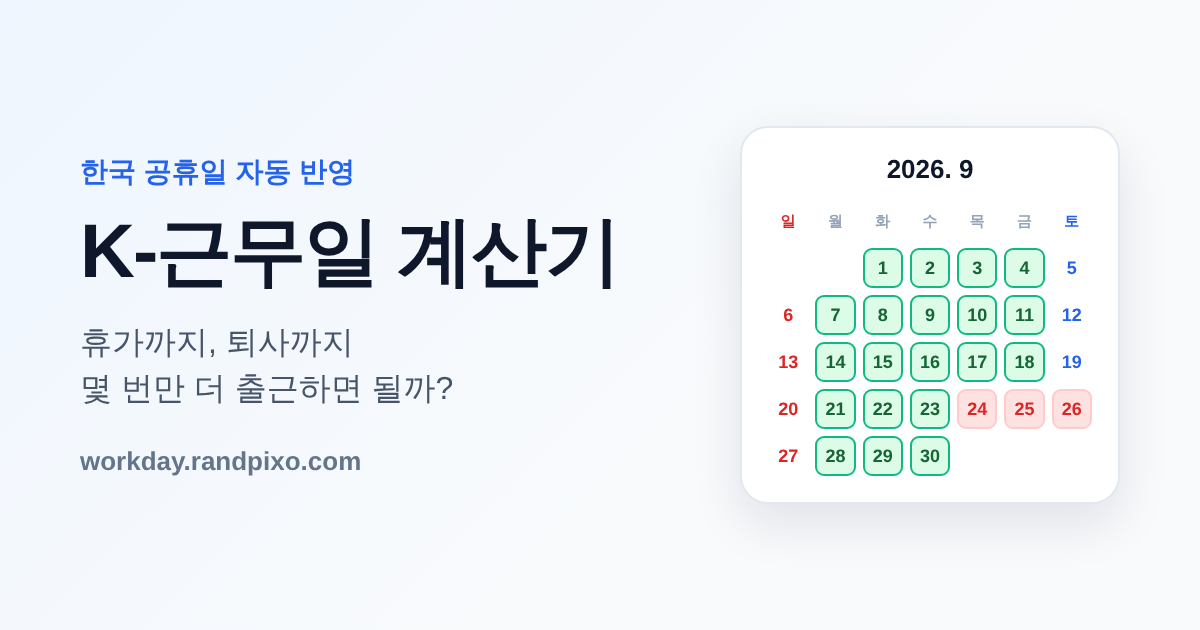 한국 공휴일 자동 반영
K-근무일 계산기
휴가까지, 퇴사까지
몇 번만 더 출근하면 될까?
workday.randpixo.com
2026. 9
일 월 화 수 목 금 토
1 2 3 4 5
6 7 8 9 10 11 12
13 14 15 16 17 18 19
20 21 22 23 24 25 26
27 28 29 30